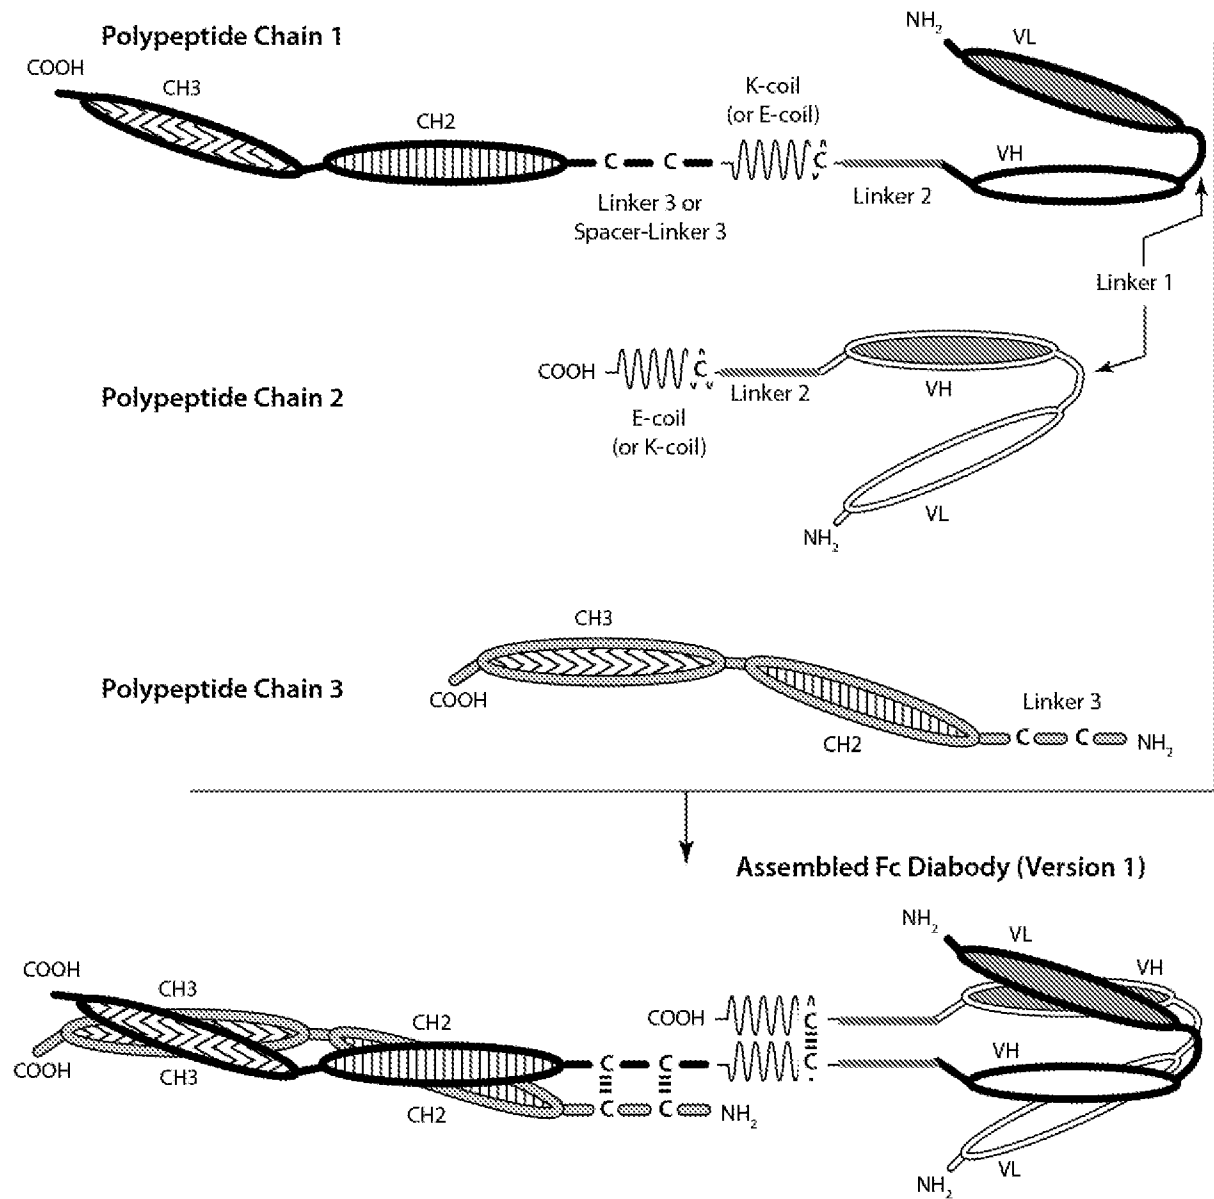 Polypeptide Chain 1
NH2
VL
COOH
CH3
K-coil
(or E-coil)
CH2
VH
C
C
C
Linker 3 or
Spacer-Linker 3
Linker 2
Linker 1
Polypeptide Chain 2
COOH
C
Linker 2
VH
E-coil
(or K-coil)
VL
NH2
Polypeptide Chain 3
CH3
COOH
CH2
Linker 3
C
C
NH2
Assembled Fc Diabody (Version 1)
NH2
VL
VH
COOH
CH3
CH2
COOH
C
VH
COOH
CH3
C
C
C
CH2
C
C
NH2
VL
NH2